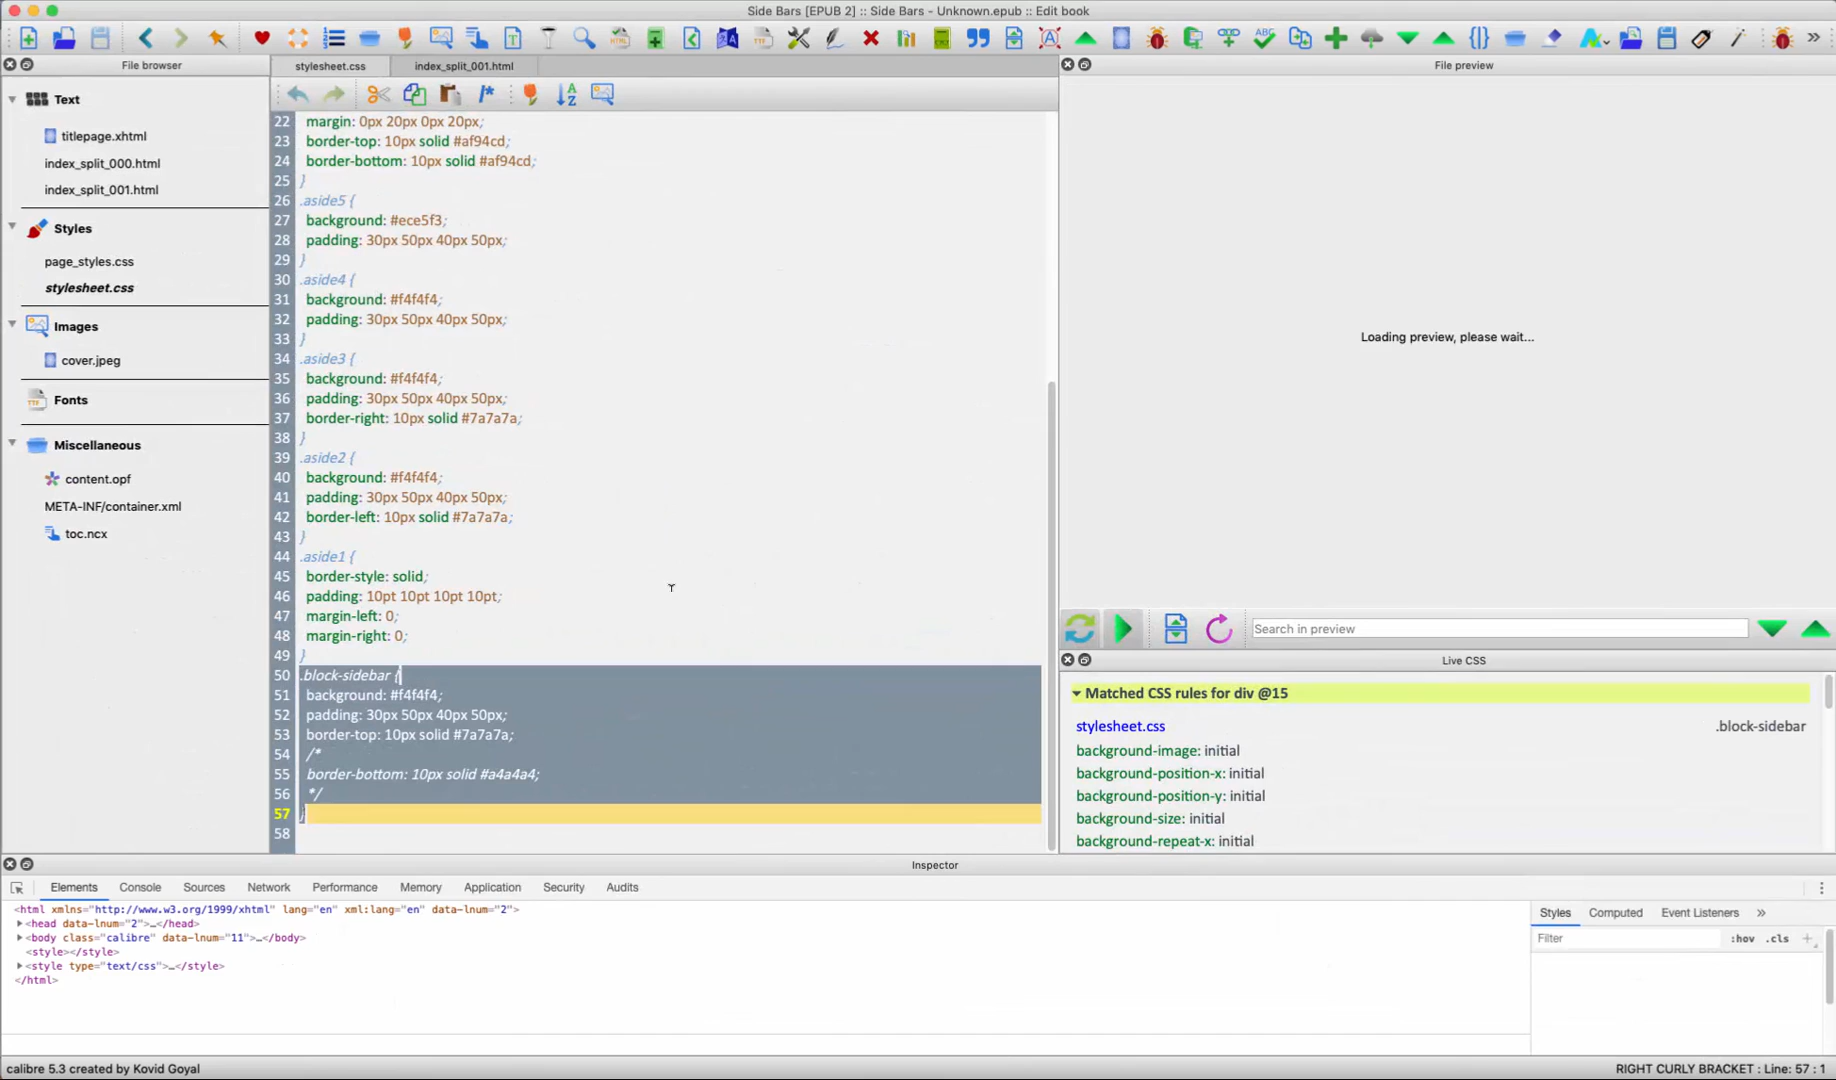 Side Bars [EPUB 2] :: Side Bars - Unknown.epub :: Edit book
File browser
stylesheet.css
index_split_001.html
File preview
Text
titlepage.xhtml
index_split_000.html
index_split_001.html
Styles
page_styles.css
stylesheet.css
Images
cover.jpeg
Fonts
Miscellaneous
content.opf
META-INF/container.xml
toc.ncx
22 margin: 0px 20px 0px 20px;
23 border-top: 10px solid #af94cd;
24 border-bottom: 10px solid #af94cd;
25 }
26 .aside5 {
27 background: #ece5f3;
28 padding: 30px 50px 40px 50px;
29 }
30 .aside4 {
31 background: #f4f4f4;
32 padding: 30px 50px 40px 50px;
33 }
34 .aside3 {
35 background: #f4f4f4;
36 padding: 30px 50px 40px 50px;
37 border-right: 10px solid #7a7a7a;
38 }
39 .aside2 {
40 background: #f4f4f4;
41 padding: 30px 50px 40px 50px;
42 border-left: 10px solid #7a7a7a;
43 }
44 .aside1 {
45 border-style: solid;
46 padding: 10pt 10pt 10pt 10pt;
47 margin-left: 0;
48 margin-right: 0;
49 }
50 .block-sidebar {
51 background: #f4f4f4;
52 padding: 30px 50px 40px 50px;
53 border-top: 10px solid #7a7a7a;
54 /*
55 border-bottom: 10px solid #a4a4a4;
56 */
57 }
58
Loading preview, please wait...
Search in preview
Live CSS
Matched CSS rules for div @15
stylesheet.css .block-sidebar
background-image: initial
background-position-x: initial
background-position-y: initial
background-size: initial
background-repeat-x: initial
Inspector
Elements Console Sources Network Performance Memory Application Security Audits
<html xmlns="http://www.w3.org/1999/xhtml" lang="en" xml:lang="en" data-lnum="2">
<head data-lnum="2">…</head>
<body class="calibre" data-lnum="11">…</body>
<style></style>
<style type="text/css">…</style>
</html>
Styles Computed Event Listeners »
Filter :hov .cls +
calibre 5.3 created by Kovid Goyal
RIGHT CURLY BRACKET : Line: 57 : 1